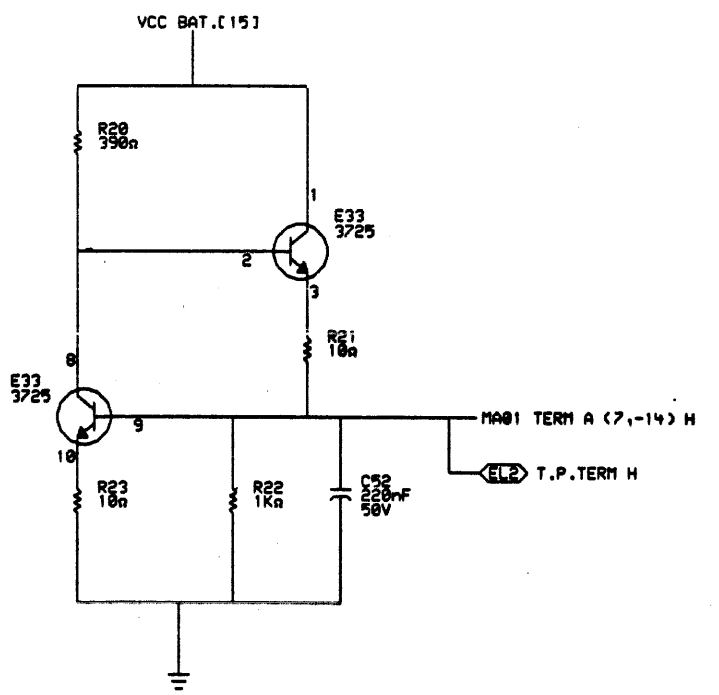 VCC BAT.[15]
R20
390Ω
1
E33
3725
2
3
R21
10Ω
8
E33
3725
9
MA01 TERM A (7,-14) H
10
EL2
T.P.TERM H
R23
10Ω
R22
1KΩ
C52
220nF
50V